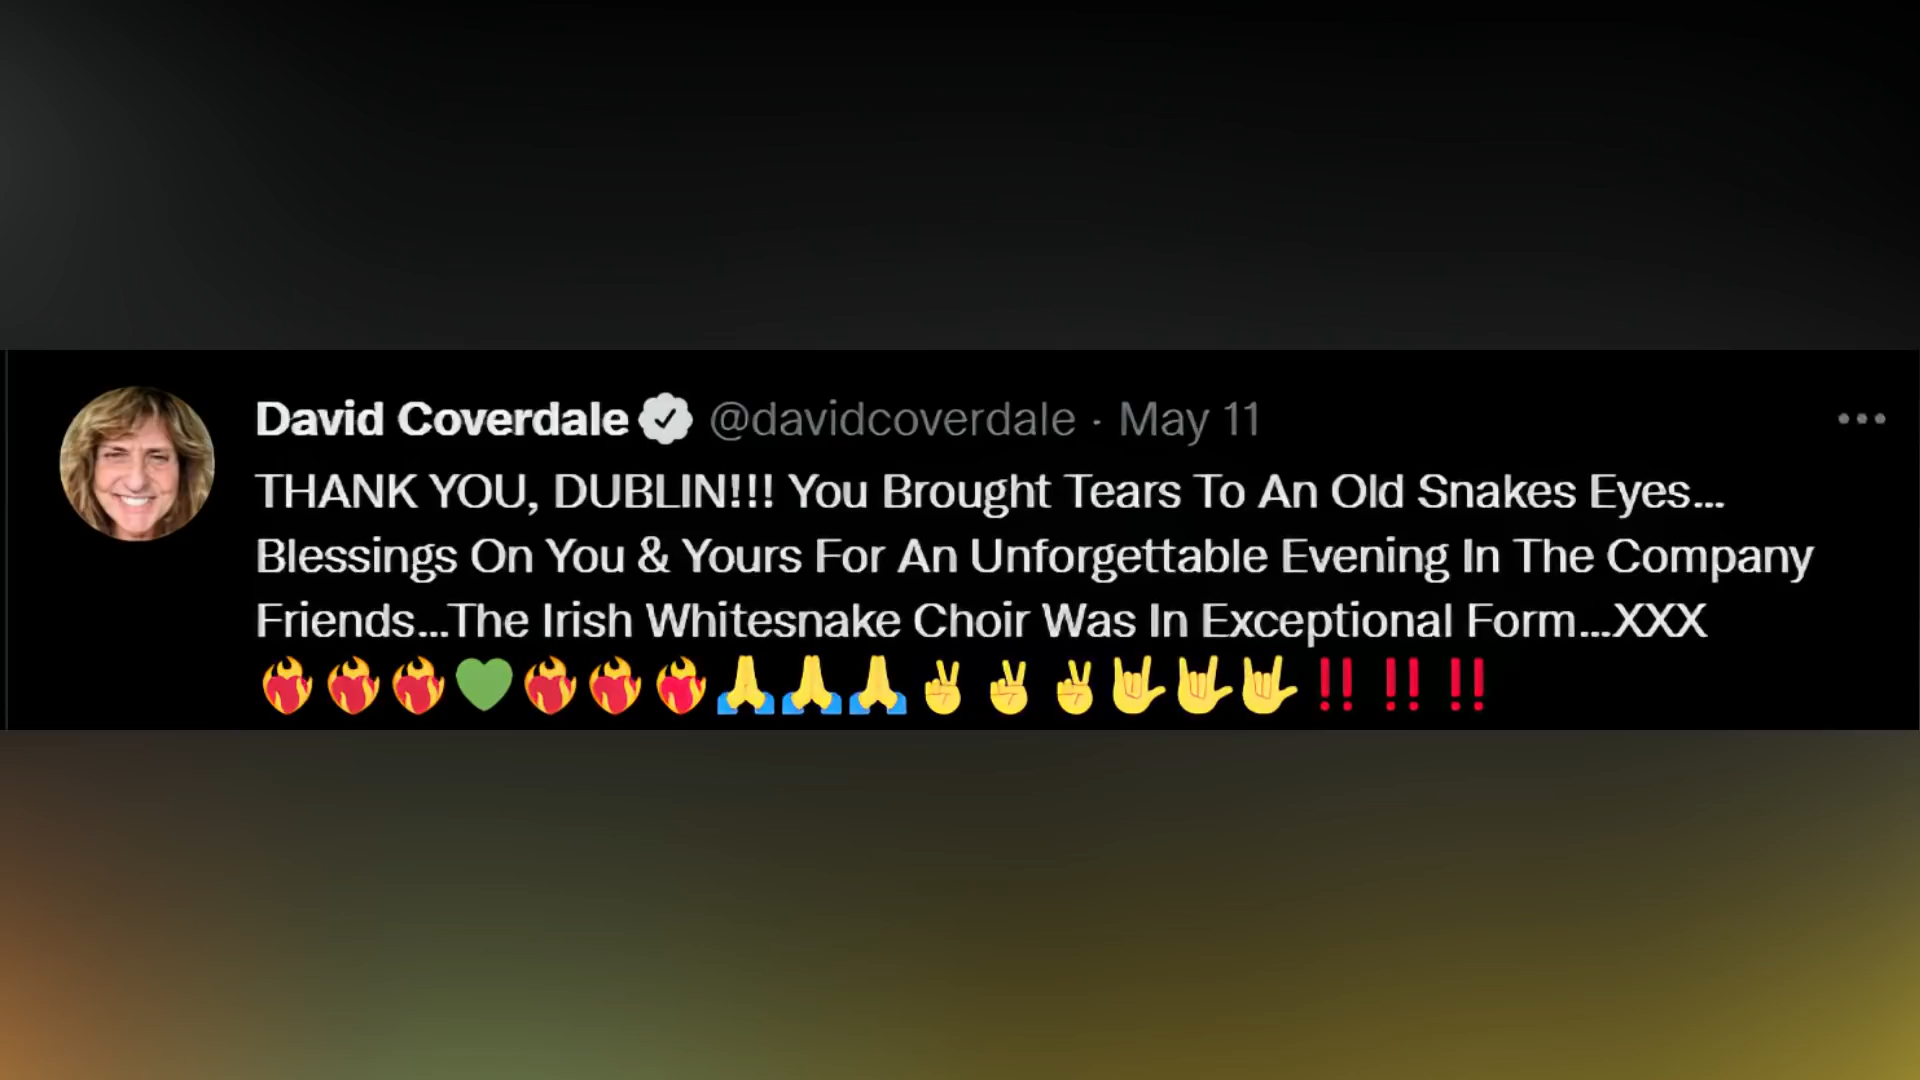 David Coverdale @davidcoverdale · May 11
THANK YOU, DUBLIN!!! You Brought Tears To An Old Snakes Eyes...
Blessings On You & Yours For An Unforgettable Evening In The Company
Friends...The Irish Whitesnake Choir Was In Exceptional Form...XXX
❤️‍🔥❤️‍🔥❤️‍🔥💚❤️‍🔥❤️‍🔥❤️‍🔥🙏🙏🙏✌️✌️✌️🤟🤟🤟‼️‼️‼️